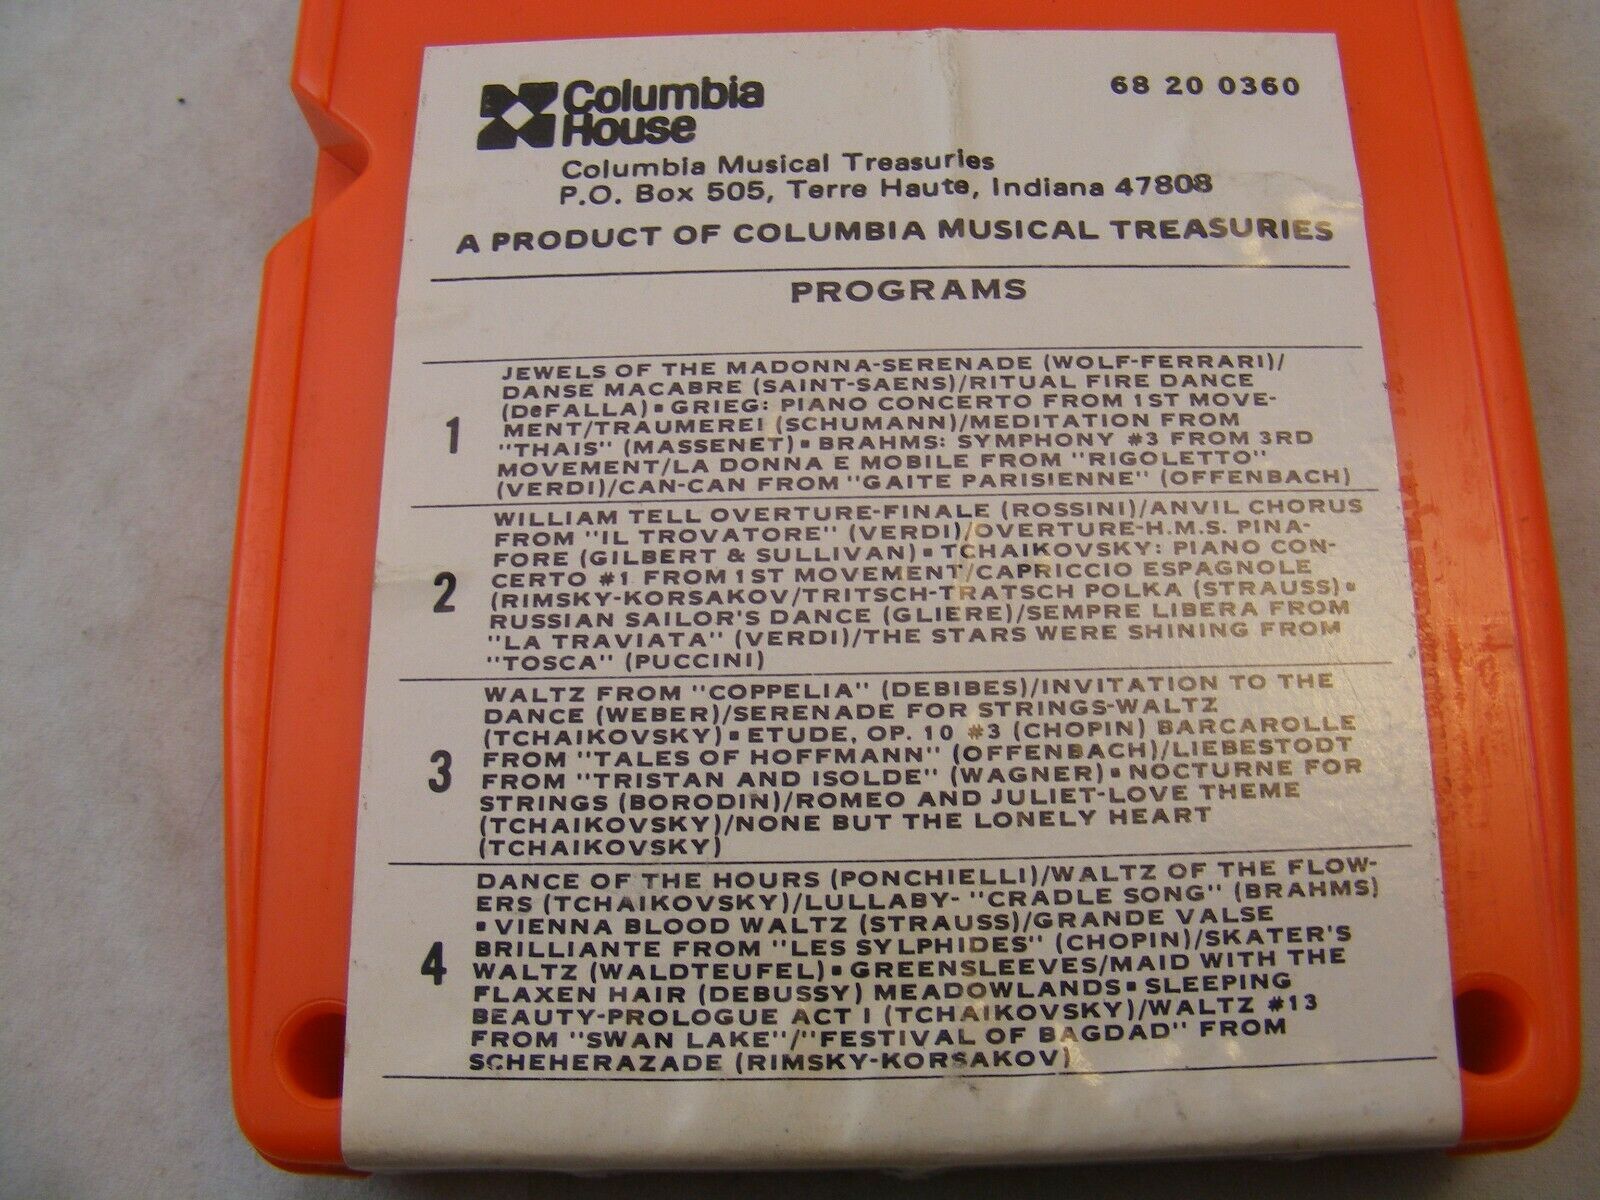 Columbia
House
68 20 0360
Columbia Musical Treasuries
P.O. Box 505, Terre Haute, Indiana 47808
A PRODUCT OF COLUMBIA MUSICAL TREASURIES
PROGRAMS
1
JEWELS OF THE MADONNA-SERENADE (WOLF-FERRARI)/
DANSE MACABRE (SAINT-SAENS)/RITUAL FIRE DANCE
(DeFALLA)▪GRIEG: PIANO CONCERTO FROM 1ST MOVE-
MENT/TRAUMEREI (SCHUMANN)/MEDITATION FROM
"THAIS" (MASSENET)▪BRAHMS: SYMPHONY #3 FROM 3RD
MOVEMENT/LA DONNA E MOBILE FROM "RIGOLETTO"
(VERDI)/CAN-CAN FROM "GAITE PARISIENNE" (OFFENBACH)
2
WILLIAM TELL OVERTURE-FINALE (ROSSINI)/ANVIL CHORUS
FROM "IL TROVATORE" (VERDI)/OVERTURE-H.M.S. PINA-
FORE (GILBERT & SULLIVAN)▪TCHAIKOVSKY: PIANO CON-
CERTO #1 FROM 1ST MOVEMENT/CAPRICCIO ESPAGNOLE
(RIMSKY-KORSAKOV/TRITSCH-TRATSCH POLKA (STRAUSS)▪
RUSSIAN SAILOR'S DANCE (GLIERE)/SEMPRE LIBERA FROM
"LA TRAVIATA" (VERDI)/THE STARS WERE SHINING FROM
"TOSCA" (PUCCINI)
3
WALTZ FROM "COPPELIA" (DEBIBES)/INVITATION TO THE
DANCE (WEBER)/SERENADE FOR STRINGS-WALTZ
(TCHAIKOVSKY)▪ETUDE, OP. 10 #3 (CHOPIN) BARCAROLLE
FROM "TALES OF HOFFMANN" (OFFENBACH)/LIEBESTODT
FROM "TRISTAN AND ISOLDE" (WAGNER)▪NOCTURNE FOR
STRINGS (BORODIN)/ROMEO AND JULIET-LOVE THEME
(TCHAIKOVSKY)/NONE BUT THE LONELY HEART
(TCHAIKOVSKY)
4
DANCE OF THE HOURS (PONCHIELLI)/WALTZ OF THE FLOW-
ERS (TCHAIKOVSKY)/LULLABY- "CRADLE SONG" (BRAHMS)
▪VIENNA BLOOD WALTZ (STRAUSS)/GRANDE VALSE
BRILLIANTE FROM "LES SYLPHIDES" (CHOPIN)/SKATER'S
WALTZ (WALDTEUFEL)▪GREENSLEEVES/MAID WITH THE
FLAXEN HAIR (DEBUSSY) MEADOWLANDS▪SLEEPING
BEAUTY-PROLOGUE ACT I (TCHAIKOVSKY)/WALTZ #13
FROM "SWAN LAKE"/"FESTIVAL OF BAGDAD" FROM
SCHEHERAZADE (RIMSKY-KORSAKOV)